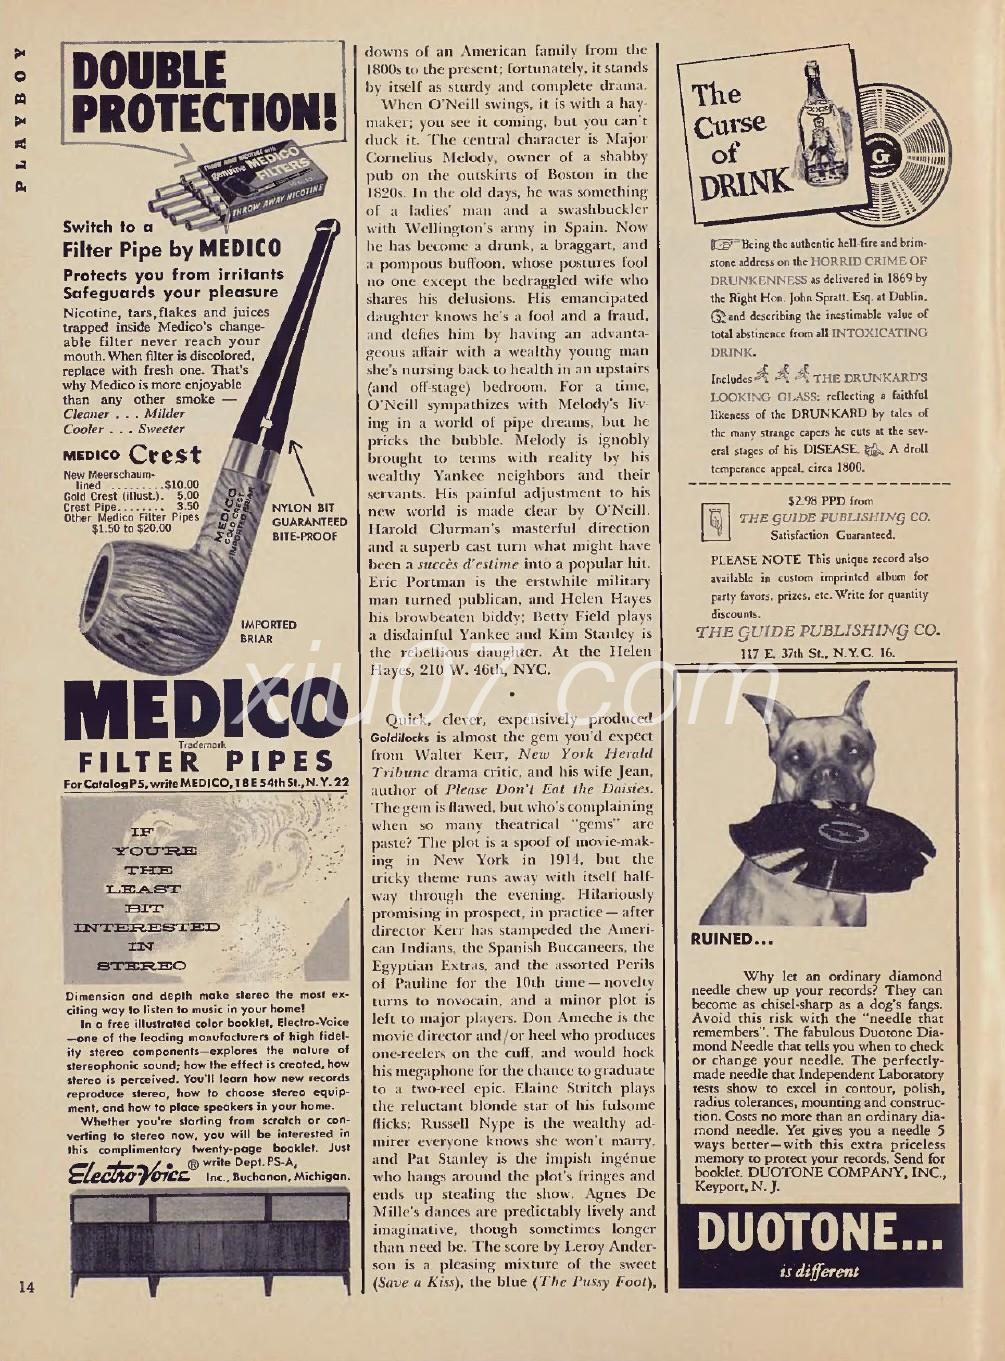 PLAYBOY
DOUBLE
PROTECTION!
genuine MEDICO
FILTERS
THROW AWAY NICOTINE
Switch to a
Filter Pipe by MEDICO
Protects you from irritants
Safeguards your pleasure
Nicotine, tars, flakes and juices
trapped inside Medico's change-
able filter never reach your
mouth. When filter is discolored,
replace with fresh one. That's
why Medico is more enjoyable
than any other smoke —
Cleaner . . . Milder
Cooler . . . Sweeter
MEDICO Crest
New Meerschaum-
lined ..........$10.00
Gold Crest (illust.). 5.00
Crest Pipe........ 3.50
Other Medico Filter Pipes
$1.50 to $20.00
MEDICO
GOLD CREST
IMPORTED BRIAR
NYLON BIT
GUARANTEED
BITE-PROOF
IMPORTED
BRIAR
MEDICO
Trademark
FILTER PIPES
For Catalog P5, write MEDICO, 18 E 54th St., N.Y. 22
IF
YOU'RE
THE
LEAST
BIT
INTERESTED
IN
STEREO
Dimension and depth make stereo the most ex-
citing way to listen to music in your home!
In a free illustrated color booklet, Electro-Voice
—one of the leading manufacturers of high fidel-
ity stereo components—explores the nature of
stereophonic sound; how the effect is created, how
stereo is perceived. You'll learn how new records
reproduce stereo, how to choose stereo equip-
ment, and how to place speakers in your home.
Whether you're starting from scratch or con-
verting to stereo now, you will be interested in
this complimentary twenty-page booklet. Just
write Dept. PS-A,
Electro-Voice® Inc., Buchanan, Michigan.
14
downs of an American family from the
1800s to the present; fortunately, it stands
by itself as sturdy and complete drama.
When O'Neill swings, it is with a hay-
maker; you see it coming, but you can't
duck it. The central character is Major
Cornelius Melody, owner of a shabby
pub on the outskirts of Boston in the
1820s. In the old days, he was something
of a ladies' man and a swashbuckler
with Wellington's army in Spain. Now
he has become a drunk, a braggart, and
a pompous buffoon, whose postures fool
no one except the bedraggled wife who
shares his delusions. His emancipated
daughter knows he's a fool and a fraud,
and defies him by having an advanta-
geous affair with a wealthy young man
she's nursing back to health in an upstairs
(and off-stage) bedroom. For a time,
O'Neill sympathizes with Melody's liv-
ing in a world of pipe dreams, but he
pricks the bubble. Melody is ignobly
brought to terms with reality by his
wealthy Yankee neighbors and their
servants. His painful adjustment to his
new world is made clear by O'Neill.
Harold Clurman's masterful direction
and a superb cast turn what might have
been a succès d'estime into a popular hit.
Eric Portman is the erstwhile military
man turned publican, and Helen Hayes
his browbeaten biddy; Betty Field plays
a disdainful Yankee and Kim Stanley is
the rebellious daughter. At the Helen
Hayes, 210 W. 46th, NYC.
•
Quick, clever, expensively produced
Goldilocks is almost the gem you'd expect
from Walter Kerr, New York Herald
Tribune drama critic, and his wife Jean,
author of Please Don't Eat the Daisies.
The gem is flawed, but who's complaining
when so many theatrical "gems" are
paste? The plot is a spoof of movie-mak-
ing in New York in 1914, but the
tricky theme runs away with itself half-
way through the evening. Hilariously
promising in prospect, in practice — after
director Kerr has stampeded the Ameri-
can Indians, the Spanish Buccaneers, the
Egyptian Extras, and the assorted Perils
of Pauline for the 10th time — novelty
turns to novocain, and a minor plot is
left to major players. Don Ameche is the
movie director and/or heel who produces
one-reelers on the cuff, and would hock
his megaphone for the chance to graduate
to a two-reel epic. Elaine Stritch plays
the reluctant blonde star of his fulsome
flicks; Russell Nype is the wealthy ad-
mirer everyone knows she won't marry,
and Pat Stanley is the impish ingénue
who hangs around the plot's fringes and
ends up stealing the show. Agnes De
Mille's dances are predictably lively and
imaginative, though sometimes longer
than need be. The score by Leroy Ander-
son is a pleasing mixture of the sweet
(Save a Kiss), the blue (The Pussy Foot),
The
Curse
of
DRINK
G
Being the authentic hell-fire and brim-
stone address on the HORRID CRIME OF
DRUNKENNESS as delivered in 1869 by
the Right Hon. John Spratt. Esq. at Dublin.
and describing the inestimable value of
total abstinence from all INTOXICATING
DRINK.
Includes THE DRUNKARD'S
LOOKING GLASS; reflecting a faithful
likeness of the DRUNKARD by tales of
the many strange capers he cuts at the sev-
eral stages of his DISEASE. A droll
temperance appeal, circa 1800.
$2.98 PPD from
THE GUIDE PUBLISHING CO.
Satisfaction Guaranteed.
PLEASE NOTE This unique record also
available in custom imprinted album for
party favors, prizes, etc. Write for quantity
discounts.
THE GUIDE PUBLISHING CO.
117 E. 37th St., N.Y.C. 16.
RUINED...
Why let an ordinary diamond
needle chew up your records? They can
become as chisel-sharp as a dog's fangs.
Avoid this risk with the "needle that
remembers". The fabulous Duotone Dia-
mond Needle that tells you when to check
or change your needle. The perfectly-
made needle that Independent Laboratory
tests show to excel in contour, polish,
radius tolerances, mounting and construc-
tion. Costs no more than an ordinary dia-
mond needle. Yet gives you a needle 5
ways better—with this extra priceless
memory to protect your records. Send for
booklet. DUOTONE COMPANY, INC.,
Keyport, N. J.
DUOTONE...
is different
xiu07.com